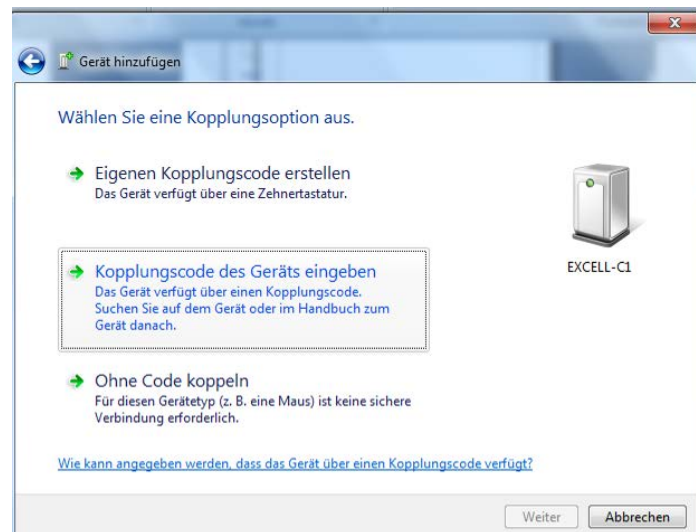 Gerät hinzufügen
Wählen Sie eine Kopplungsoption aus.
Eigenen Kopplungscode erstellen
Das Gerät verfügt über eine Zehnertastatur.
Kopplungscode des Geräts eingeben
Das Gerät verfügt über einen Kopplungscode.
Suchen Sie auf dem Gerät oder im Handbuch zum
Gerät danach.
EXCELL-C1
Ohne Code koppeln
Für diesen Gerätetyp (z. B. eine Maus) ist keine sichere
Verbindung erforderlich.
Wie kann angegeben werden, dass das Gerät über einen Kopplungscode verfügt?
Weiter
Abbrechen